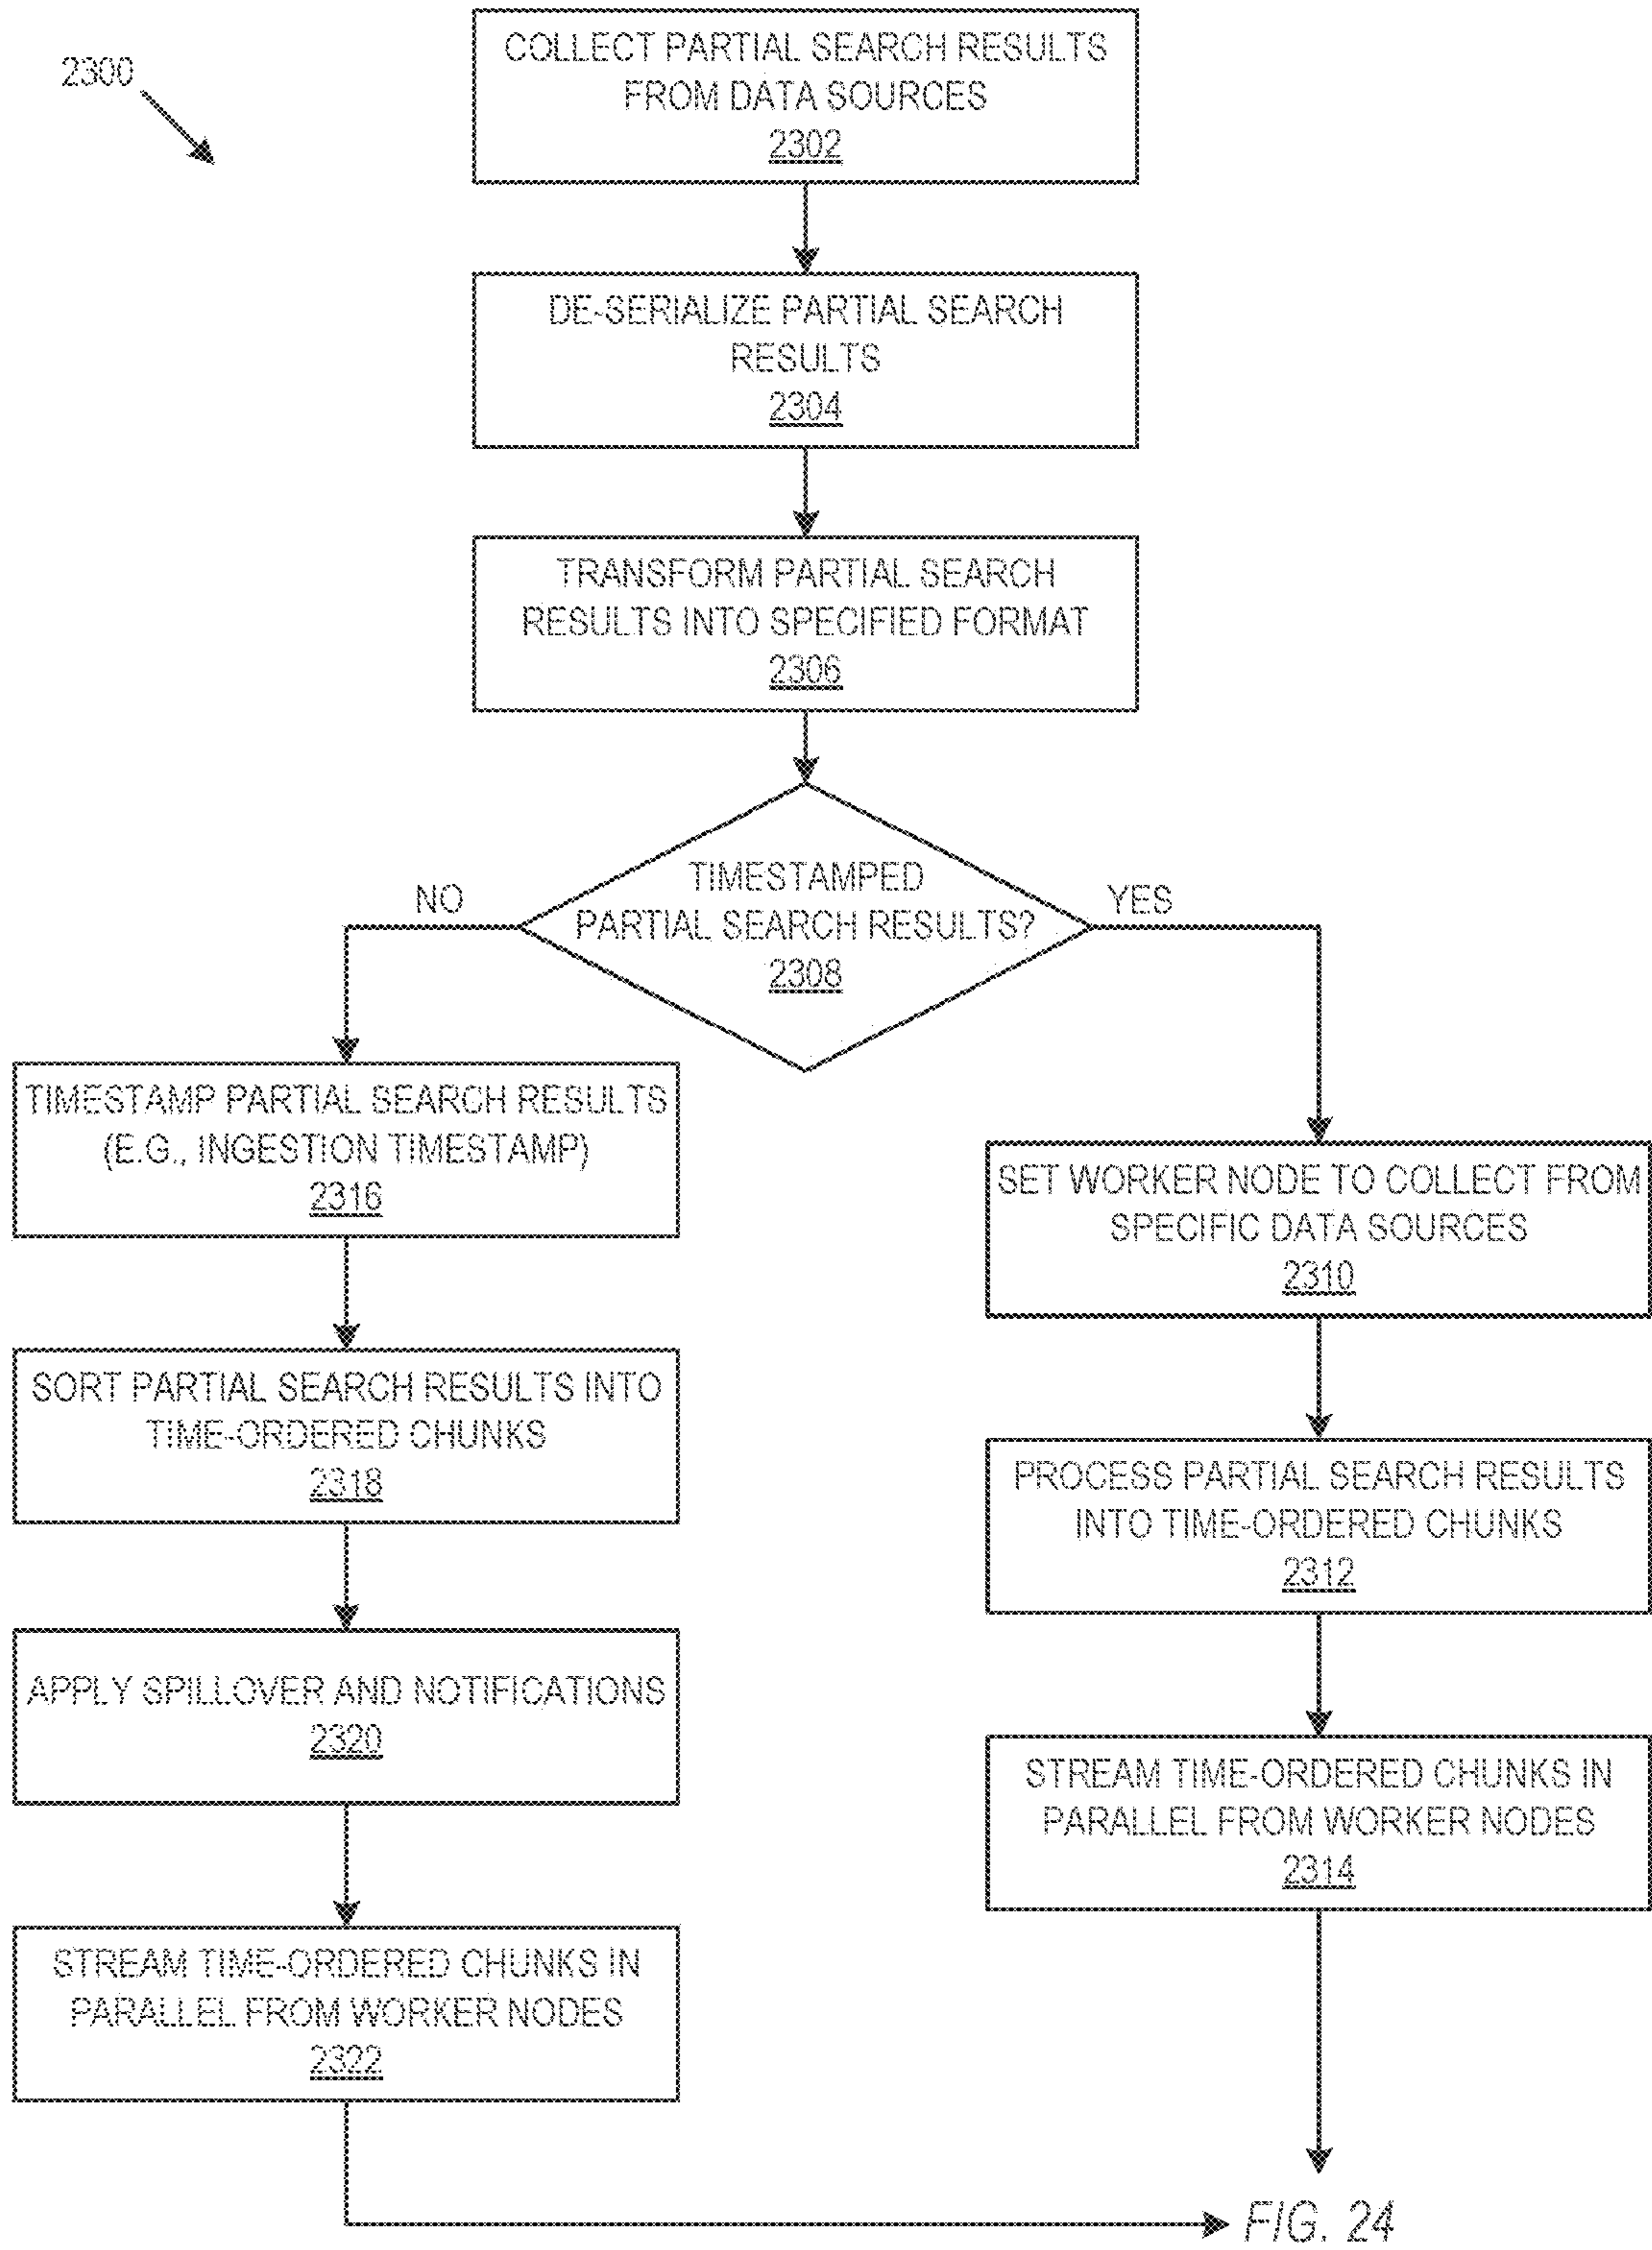 2300
COLLECT PARTIAL SEARCH RESULTS
FROM DATA SOURCES
2302
DE-SERIALIZE PARTIAL SEARCH
RESULTS
2304
TRANSFORM PARTIAL SEARCH
RESULTS INTO SPECIFIED FORMAT
2306
TIMESTAMPED
PARTIAL SEARCH RESULTS?
2308
NO
YES
TIMESTAMP PARTIAL SEARCH RESULTS
(E.G., INGESTION TIMESTAMP)
2316
SORT PARTIAL SEARCH RESULTS INTO
TIME-ORDERED CHUNKS
2318
APPLY SPILLOVER AND NOTIFICATIONS
2320
STREAM TIME-ORDERED CHUNKS IN
PARALLEL FROM WORKER NODES
2322
SET WORKER NODE TO COLLECT FROM
SPECIFIC DATA SOURCES
2310
PROCESS PARTIAL SEARCH RESULTS
INTO TIME-ORDERED CHUNKS
2312
STREAM TIME-ORDERED CHUNKS IN
PARALLEL FROM WORKER NODES
2314
FIG. 24